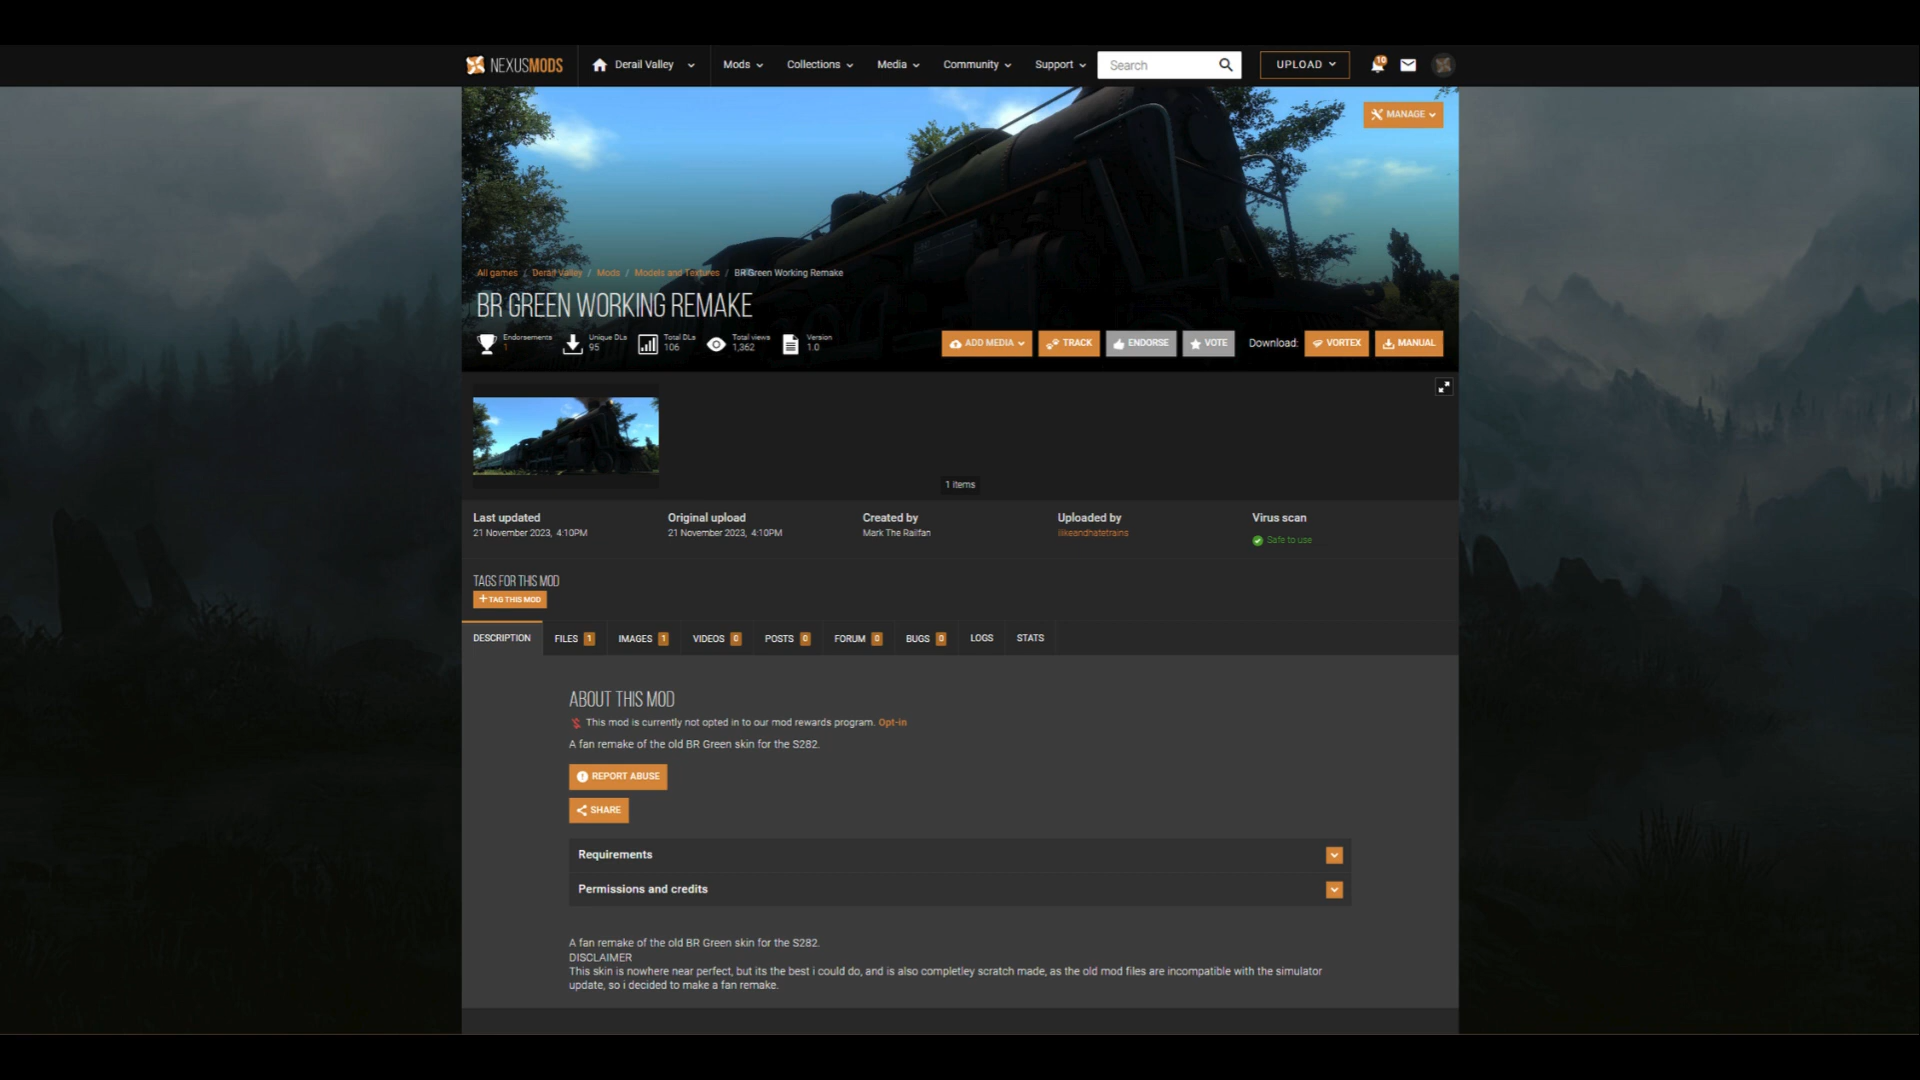 NEXUSMODS
Derail Valley
Mods
Collections
Media
Community
Support
Search
UPLOAD
10
MANAGE
All games / Derail Valley / Mods / Models and Textures / BR Green Working Remake
BR GREEN WORKING REMAKE
Endorsements
1
Unique DLs
95
Total DLs
106
Total views
1,362
Version
1.0
ADD MEDIA
TRACK
ENDORSE
VOTE
Download:
VORTEX
MANUAL
1 items
Last updated
21 November 2023, 4:10PM
Original upload
21 November 2023, 4:10PM
Created by
Mark The Railfan
Uploaded by
ilikeandhatetrains
Virus scan
Safe to use
TAGS FOR THIS MOD
TAG THIS MOD
DESCRIPTION
FILES 1
IMAGES 1
VIDEOS 0
POSTS 0
FORUM 0
BUGS 0
LOGS
STATS
ABOUT THIS MOD
This mod is currently not opted in to our mod rewards program. Opt-in
A fan remake of the old BR Green skin for the S282.
REPORT ABUSE
SHARE
Requirements
Permissions and credits
A fan remake of the old BR Green skin for the S282.
DISCLAIMER
This skin is nowhere near perfect, but its the best i could do, and is also completley scratch made, as the old mod files are incompatible with the simulator
update, so i decided to make a fan remake.